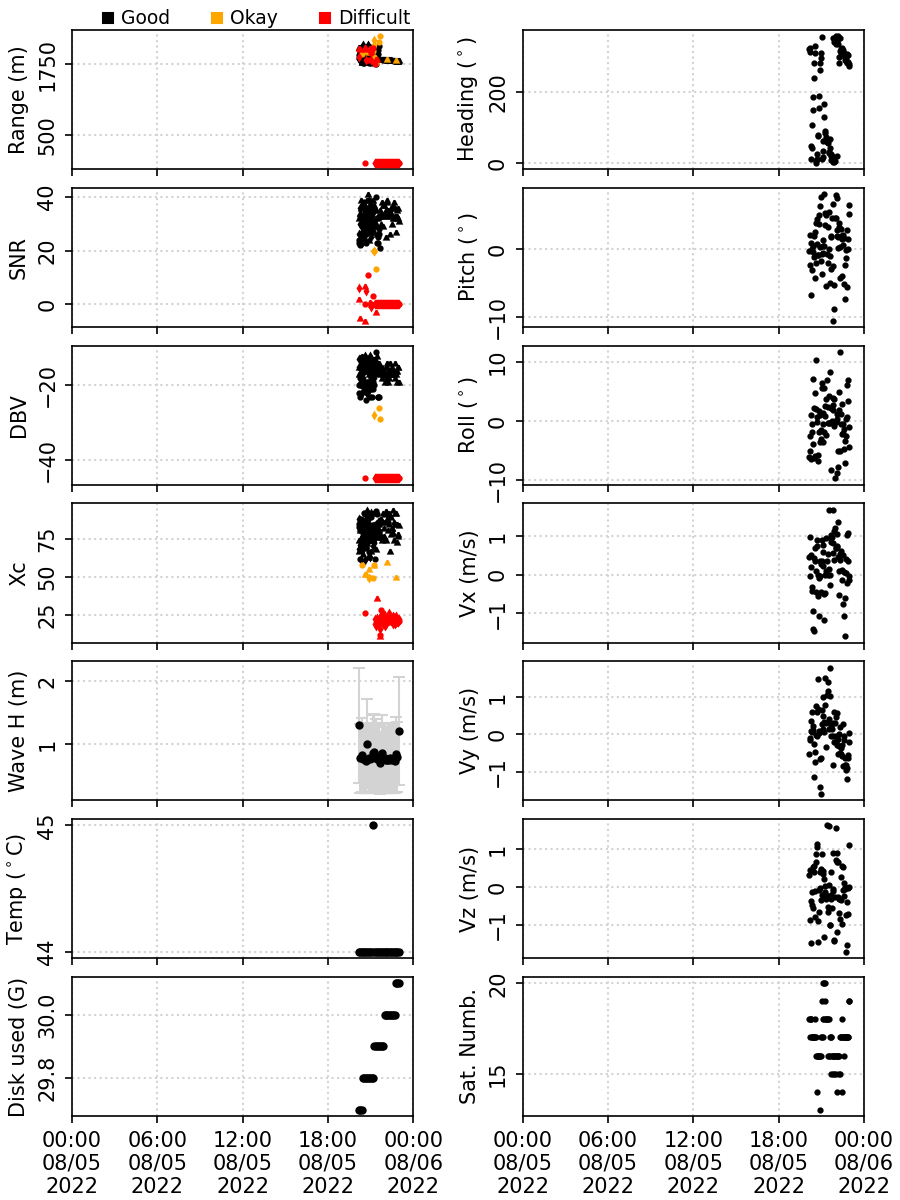 Good Okay Difficult
Range (m)
1750
500
Heading (°)
200
0
SNR
40
20
0
Pitch (°)
0
−10
DBV
−20
−40
Roll (°)
10
0
−10
Xc
75
50
25
Vx (m/s)
1
0
−1
Wave H (m)
2
1
Vy (m/s)
1
0
−1
Temp (°C)
45
44
Vz (m/s)
1
0
−1
Disk used (G)
30.0
29.8
Sat. Numb.
20
15
00:00 06:00 12:00 18:00 00:00
08/05 08/05 08/05 08/05 08/06
2022 2022 2022 2022 2022
00:00 06:00 12:00 18:00 00:00
08/05 08/05 08/05 08/05 08/06
2022 2022 2022 2022 2022